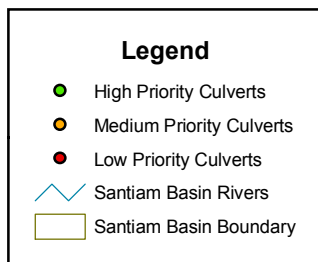 Legend
High Priority Culverts
Medium Priority Culverts
Low Priority Culverts
Santiam Basin Rivers
Santiam Basin Boundary